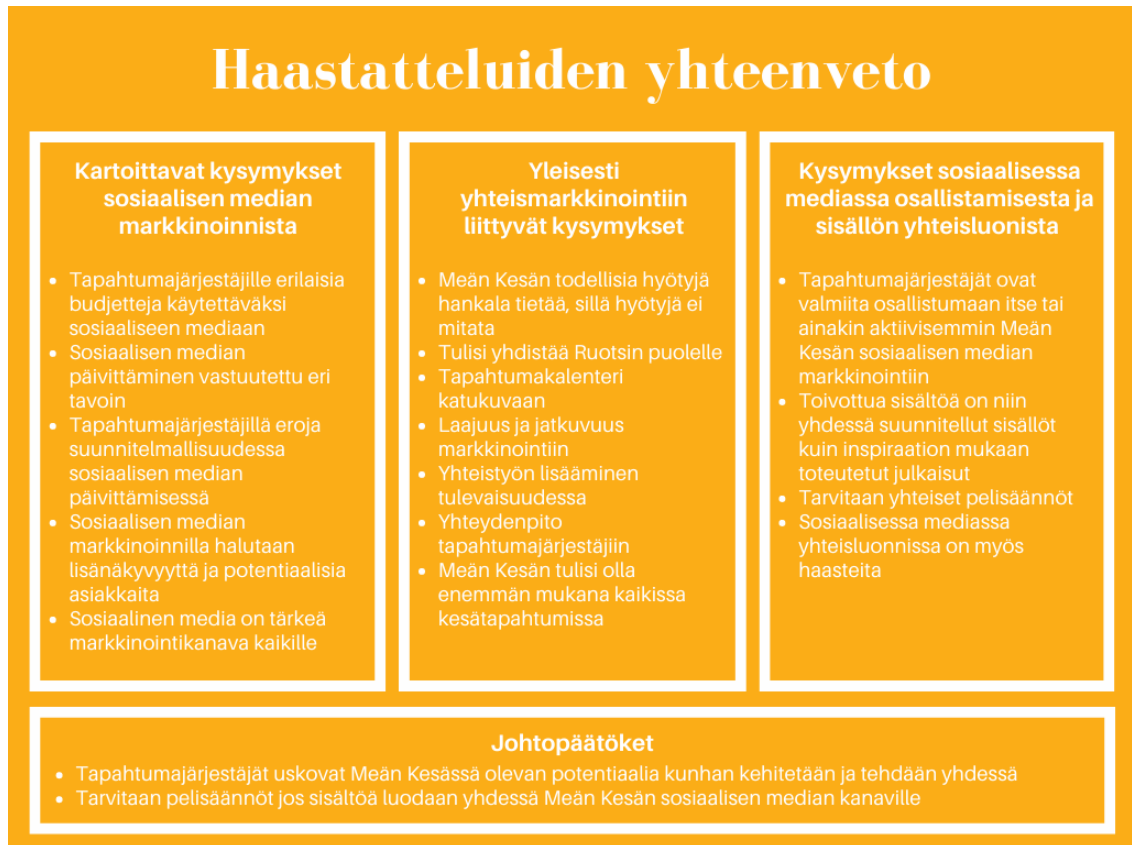 Haastatteluiden yhteenveto
Kartoittavat kysymykset
sosiaalisen median
markkinoinnista
• Tapahtumajärjestäjille erilaisia
budjetteja käytettäväksi
sosiaaliseen mediaan
• Sosiaalisen median
päivittäminen vastuutettu eri
tavoin
• Tapahtumajärjestäjillä eroja
suunnitelmallisuudessa
sosiaalisen median
päivittämisessä
• Sosiaalisen median
markkinoinnilla halutaan
lisänäkyvyyttä ja potentiaalisia
asiakkaita
• Sosiaalinen media on tärkeä
markkinointikanava kaikille
Yleisesti
yhteismarkkinointiin
liittyvät kysymykset
• Meän Kesän todellisia hyötyjä
hankala tietää, sillä hyötyjä ei
mitata
• Tulisi yhdistää Ruotsin puolelle
• Tapahtumakalenteri
katukuvaan
• Laajuus ja jatkuvuus
markkinointiin
• Yhteistyön lisääminen
tulevaisuudessa
• Yhteydenpito
tapahtumajärjestäjiin
• Meän Kesän tulisi olla
enemmän mukana kaikissa
kesätapahtumissa
Kysymykset sosiaalisessa
mediassa osallistamisesta ja
sisällön yhteisluonista
• Tapahtumajärjestäjät ovat
valmiita osallistumaan itse tai
ainakin aktiivisemmin Meän
Kesän sosiaalisen median
markkinointiin
• Toivottua sisältöä on niin
yhdessä suunnitellut sisällöt
kuin inspiraation mukaan
toteutetut julkaisut
• Tarvitaan yhteiset pelisäännöt
• Sosiaalisessa mediassa
yhteisluonnissa on myös
haasteita
Johtopäätöket
• Tapahtumajärjestäjät uskovat Meän Kesässä olevan potentiaalia kunhan kehitetään ja tehdään yhdessä
• Tarvitaan pelisäännöt jos sisältöä luodaan yhdessä Meän Kesän sosiaalisen median kanaville